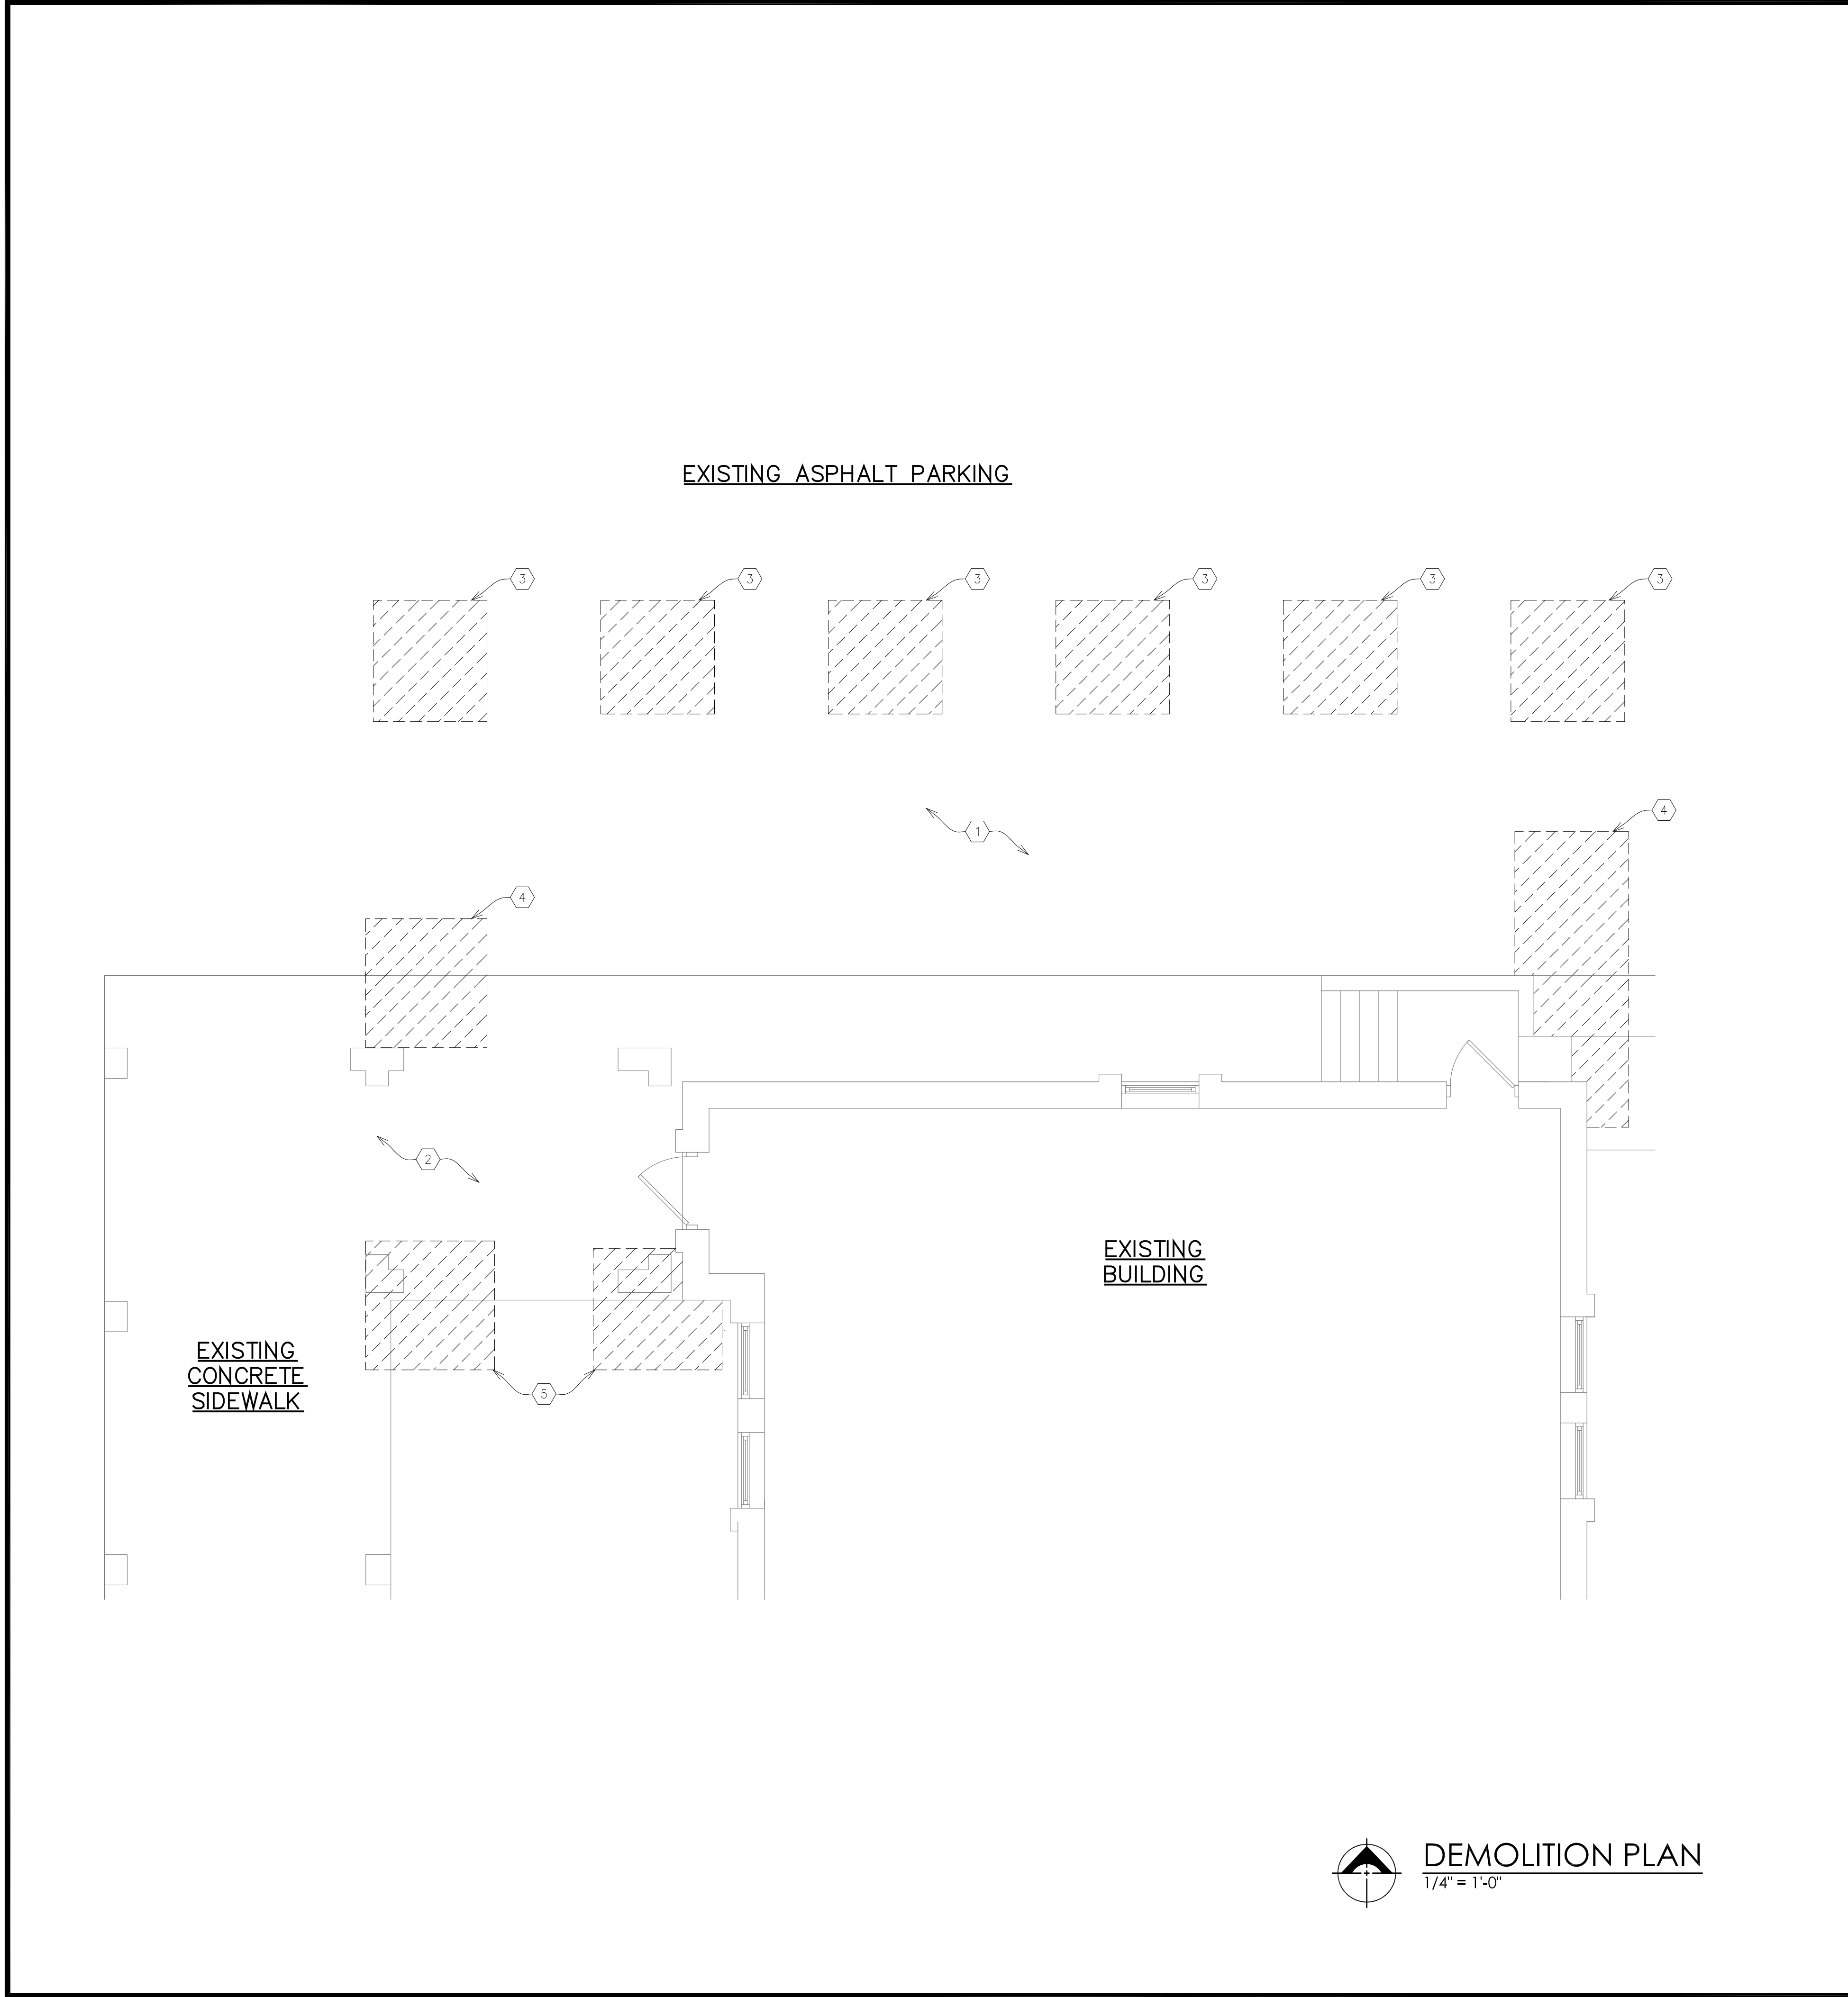 EXISTING ASPHALT PARKING
3 3 3 3 3 3
4
1
4
2
EXISTING
BUILDING
EXISTING
CONCRETE
SIDEWALK
5
DEMOLITION PLAN
1/4" = 1'-0"